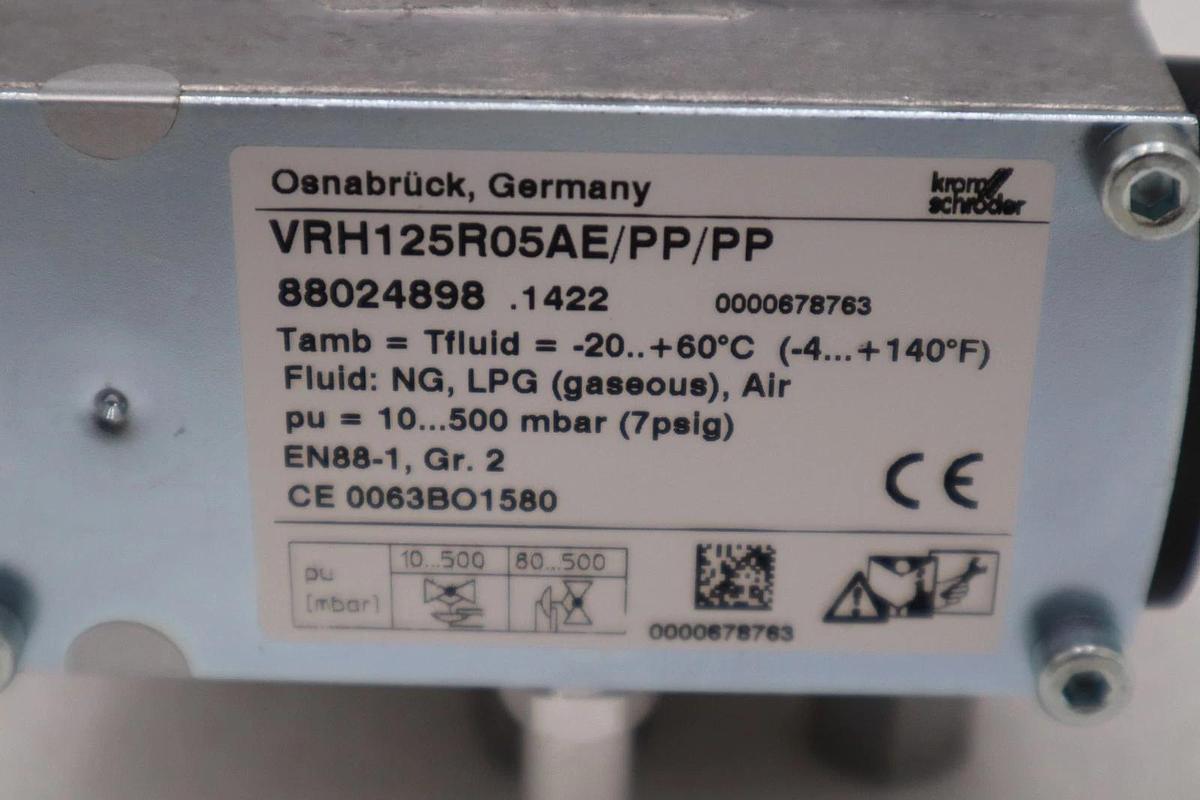 Osnabrück, Germany
krom
schröder
VRH125R05AE/PP/PP
88024898 .1422 0000678763
Tamb = Tfluid = -20..+60°C (-4...+140°F)
Fluid: NG, LPG (gaseous), Air
pu = 10...500 mbar (7psig)
EN88-1, Gr. 2
CE 0063BO1580
CE
pu [mbar] 10...500 80...500
0000678763